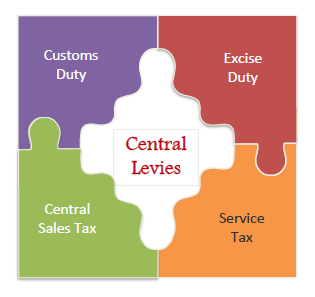 Customs
Duty
Excise
Duty
Central
Levies
Central
Sales Tax
Service
Tax